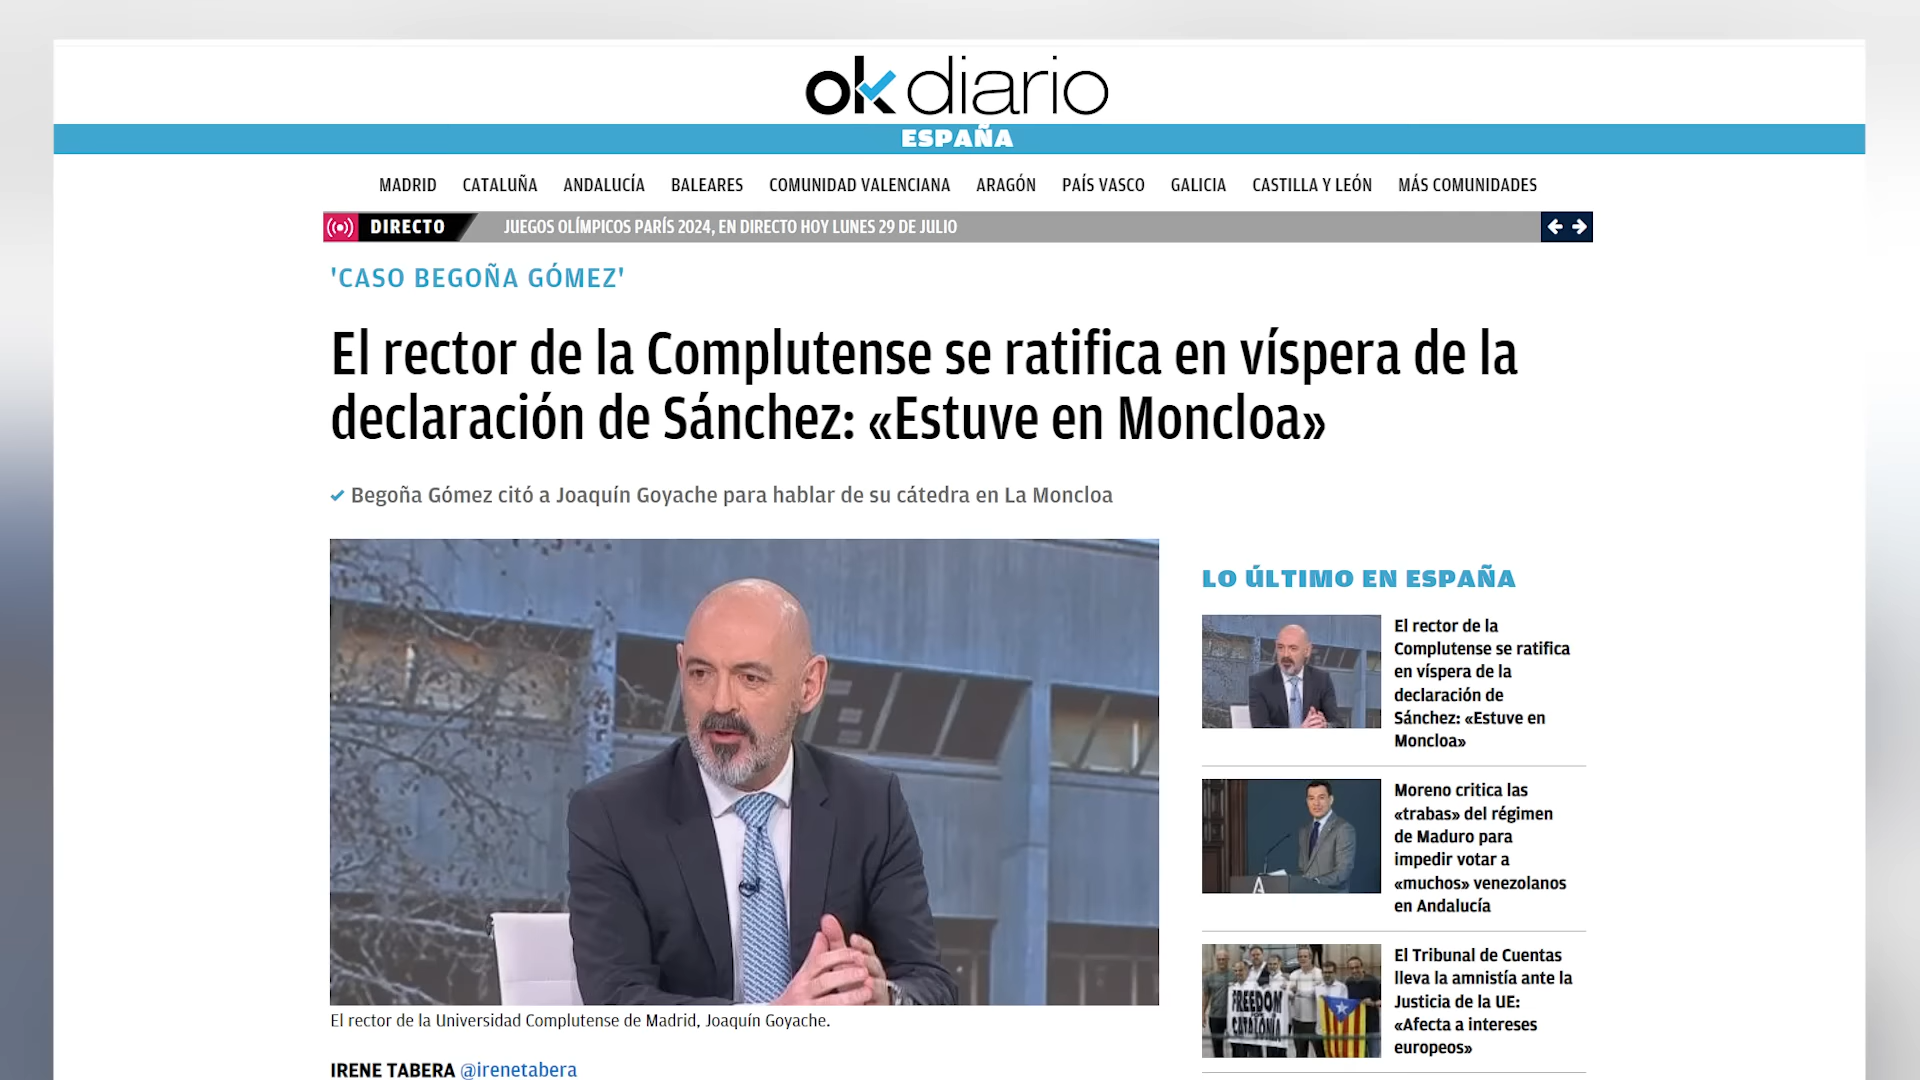 okdiario
ESPAÑA
MADRID CATALUÑA ANDALUCÍA BALEARES COMUNIDAD VALENCIANA ARAGÓN PAÍS VASCO GALICIA CASTILLA Y LEÓN MÁS COMUNIDADES
DIRECTO JUEGOS OLÍMPICOS PARÍS 2024, EN DIRECTO HOY LUNES 29 DE JULIO
'CASO BEGOÑA GÓMEZ'
El rector de la Complutense se ratifica en víspera de la
declaración de Sánchez: «Estuve en Moncloa»
Begoña Gómez citó a Joaquín Goyache para hablar de su cátedra en La Moncloa
El rector de la Universidad Complutense de Madrid, Joaquín Goyache.
IRENE TABERA @irenetabera
LO ÚLTIMO EN ESPAÑA
El rector de la
Complutense se ratifica
en víspera de la
declaración de
Sánchez: «Estuve en
Moncloa»
Moreno critica las
«trabas» del régimen
de Maduro para
impedir votar a
«muchos» venezolanos
en Andalucía
FREEDOM
CATALONIA
El Tribunal de Cuentas
lleva la amnistía ante la
Justicia de la UE:
«Afecta a intereses
europeos»